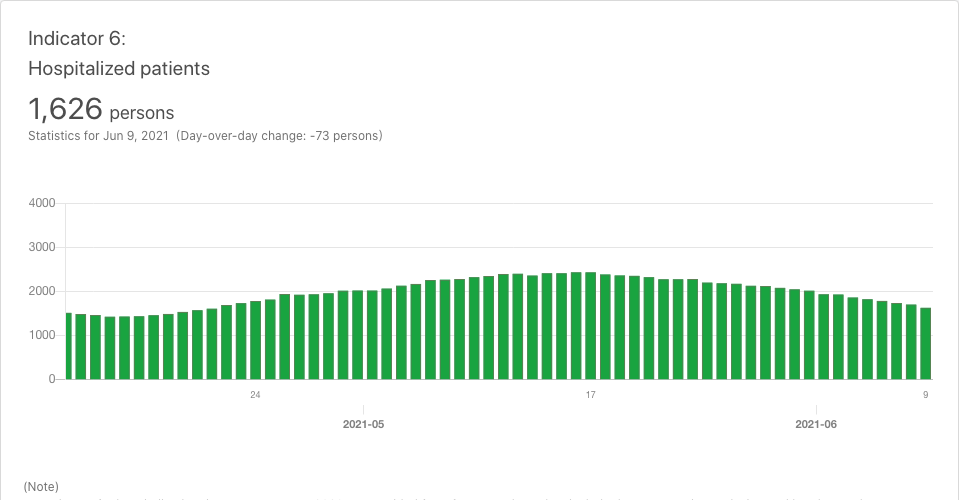 Indicator 6:
Hospitalized patients
1,626 persons
Statistics for Jun 9, 2021 (Day-over-day change: -73 persons)
4000
3000
2000
1000
0
24 17 9
2021-05 2021-06
(Note)